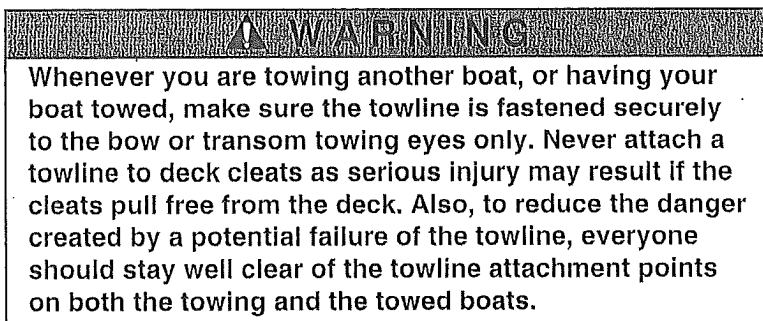 WARNING
Whenever you are towing another boat, or having your
boat towed, make sure the towline is fastened securely
to the bow or transom towing eyes only. Never attach a
towline to deck cleats as serious injury may result if the
cleats pull free from the deck. Also, to reduce the danger
created by a potential failure of the towline, everyone
should stay well clear of the towline attachment points
on both the towing and the towed boats.